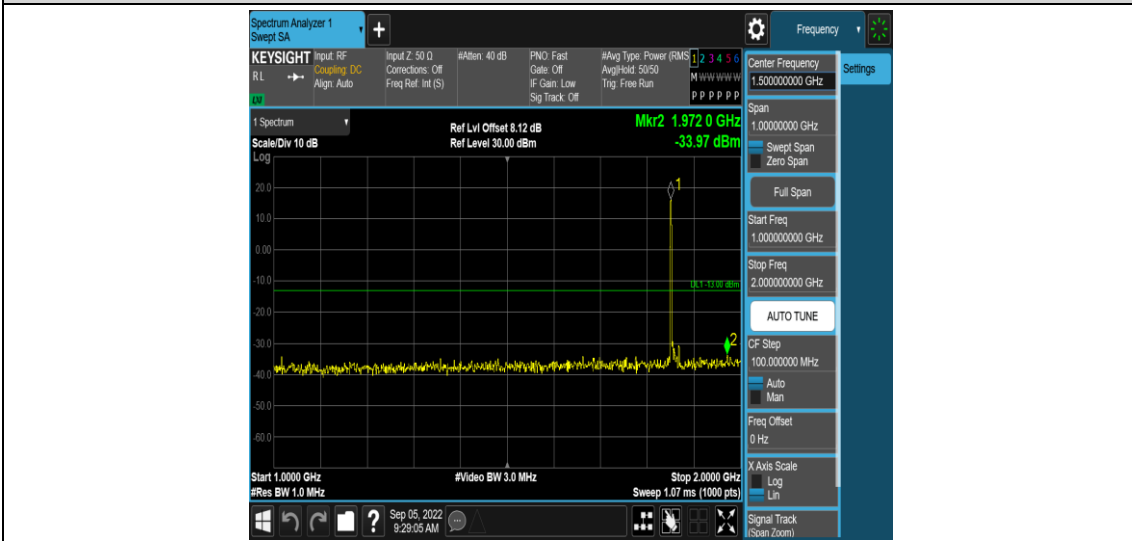 Spectrum Analyzer 1
Swept SA
+
Frequency
KEYSIGHT
RL
LXI
Input: RF
Coupling: DC
Align: Auto
Input Z: 50 Ω
Corrections: Off
Freq Ref: Int (S)
#Atten: 40 dB
PNO: Fast
Gate: Off
IF Gain: Low
Sig Track: Off
#Avg Type: Power (RMS
Avg|Hold: 50/50
Trig: Free Run
1 2 3 4 5 6
M W W W W W
P P P P P P
Center Frequency
1.500000000 GHz
Settings
Span
1.00000000 GHz
Swept Span
Zero Span
Full Span
Start Freq
1.000000000 GHz
Stop Freq
2.000000000 GHz
AUTO TUNE
CF Step
100.000000 MHz
Auto
Man
Freq Offset
0 Hz
X Axis Scale
Log
Lin
Signal Track
(Span Zoom)
1 Spectrum
Scale/Div 10 dB
Log
Ref Lvl Offset 8.12 dB
Ref Level 30.00 dBm
Mkr2 1.972 0 GHz
-33.97 dBm
20.0
10.0
0.00
-10.0
-20.0
-30.0
-40.0
-50.0
-60.0
1
DL1 -13.00 dBm
2
Start 1.0000 GHz
#Res BW 1.0 MHz
#Video BW 3.0 MHz
Stop 2.0000 GHz
Sweep 1.07 ms (1000 pts)
?
Sep 05, 2022
9:29:05 AM